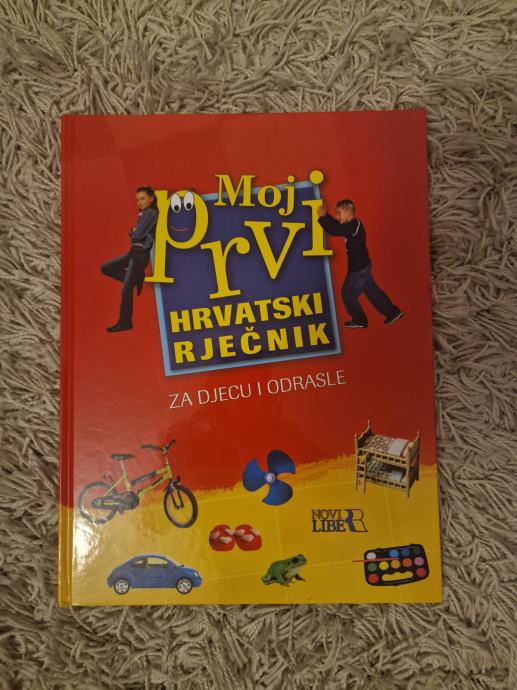 Moj
prvi
HRVATSKI
RJEČNIK
ZA DJECU I ODRASLE
NOVI
LIBER